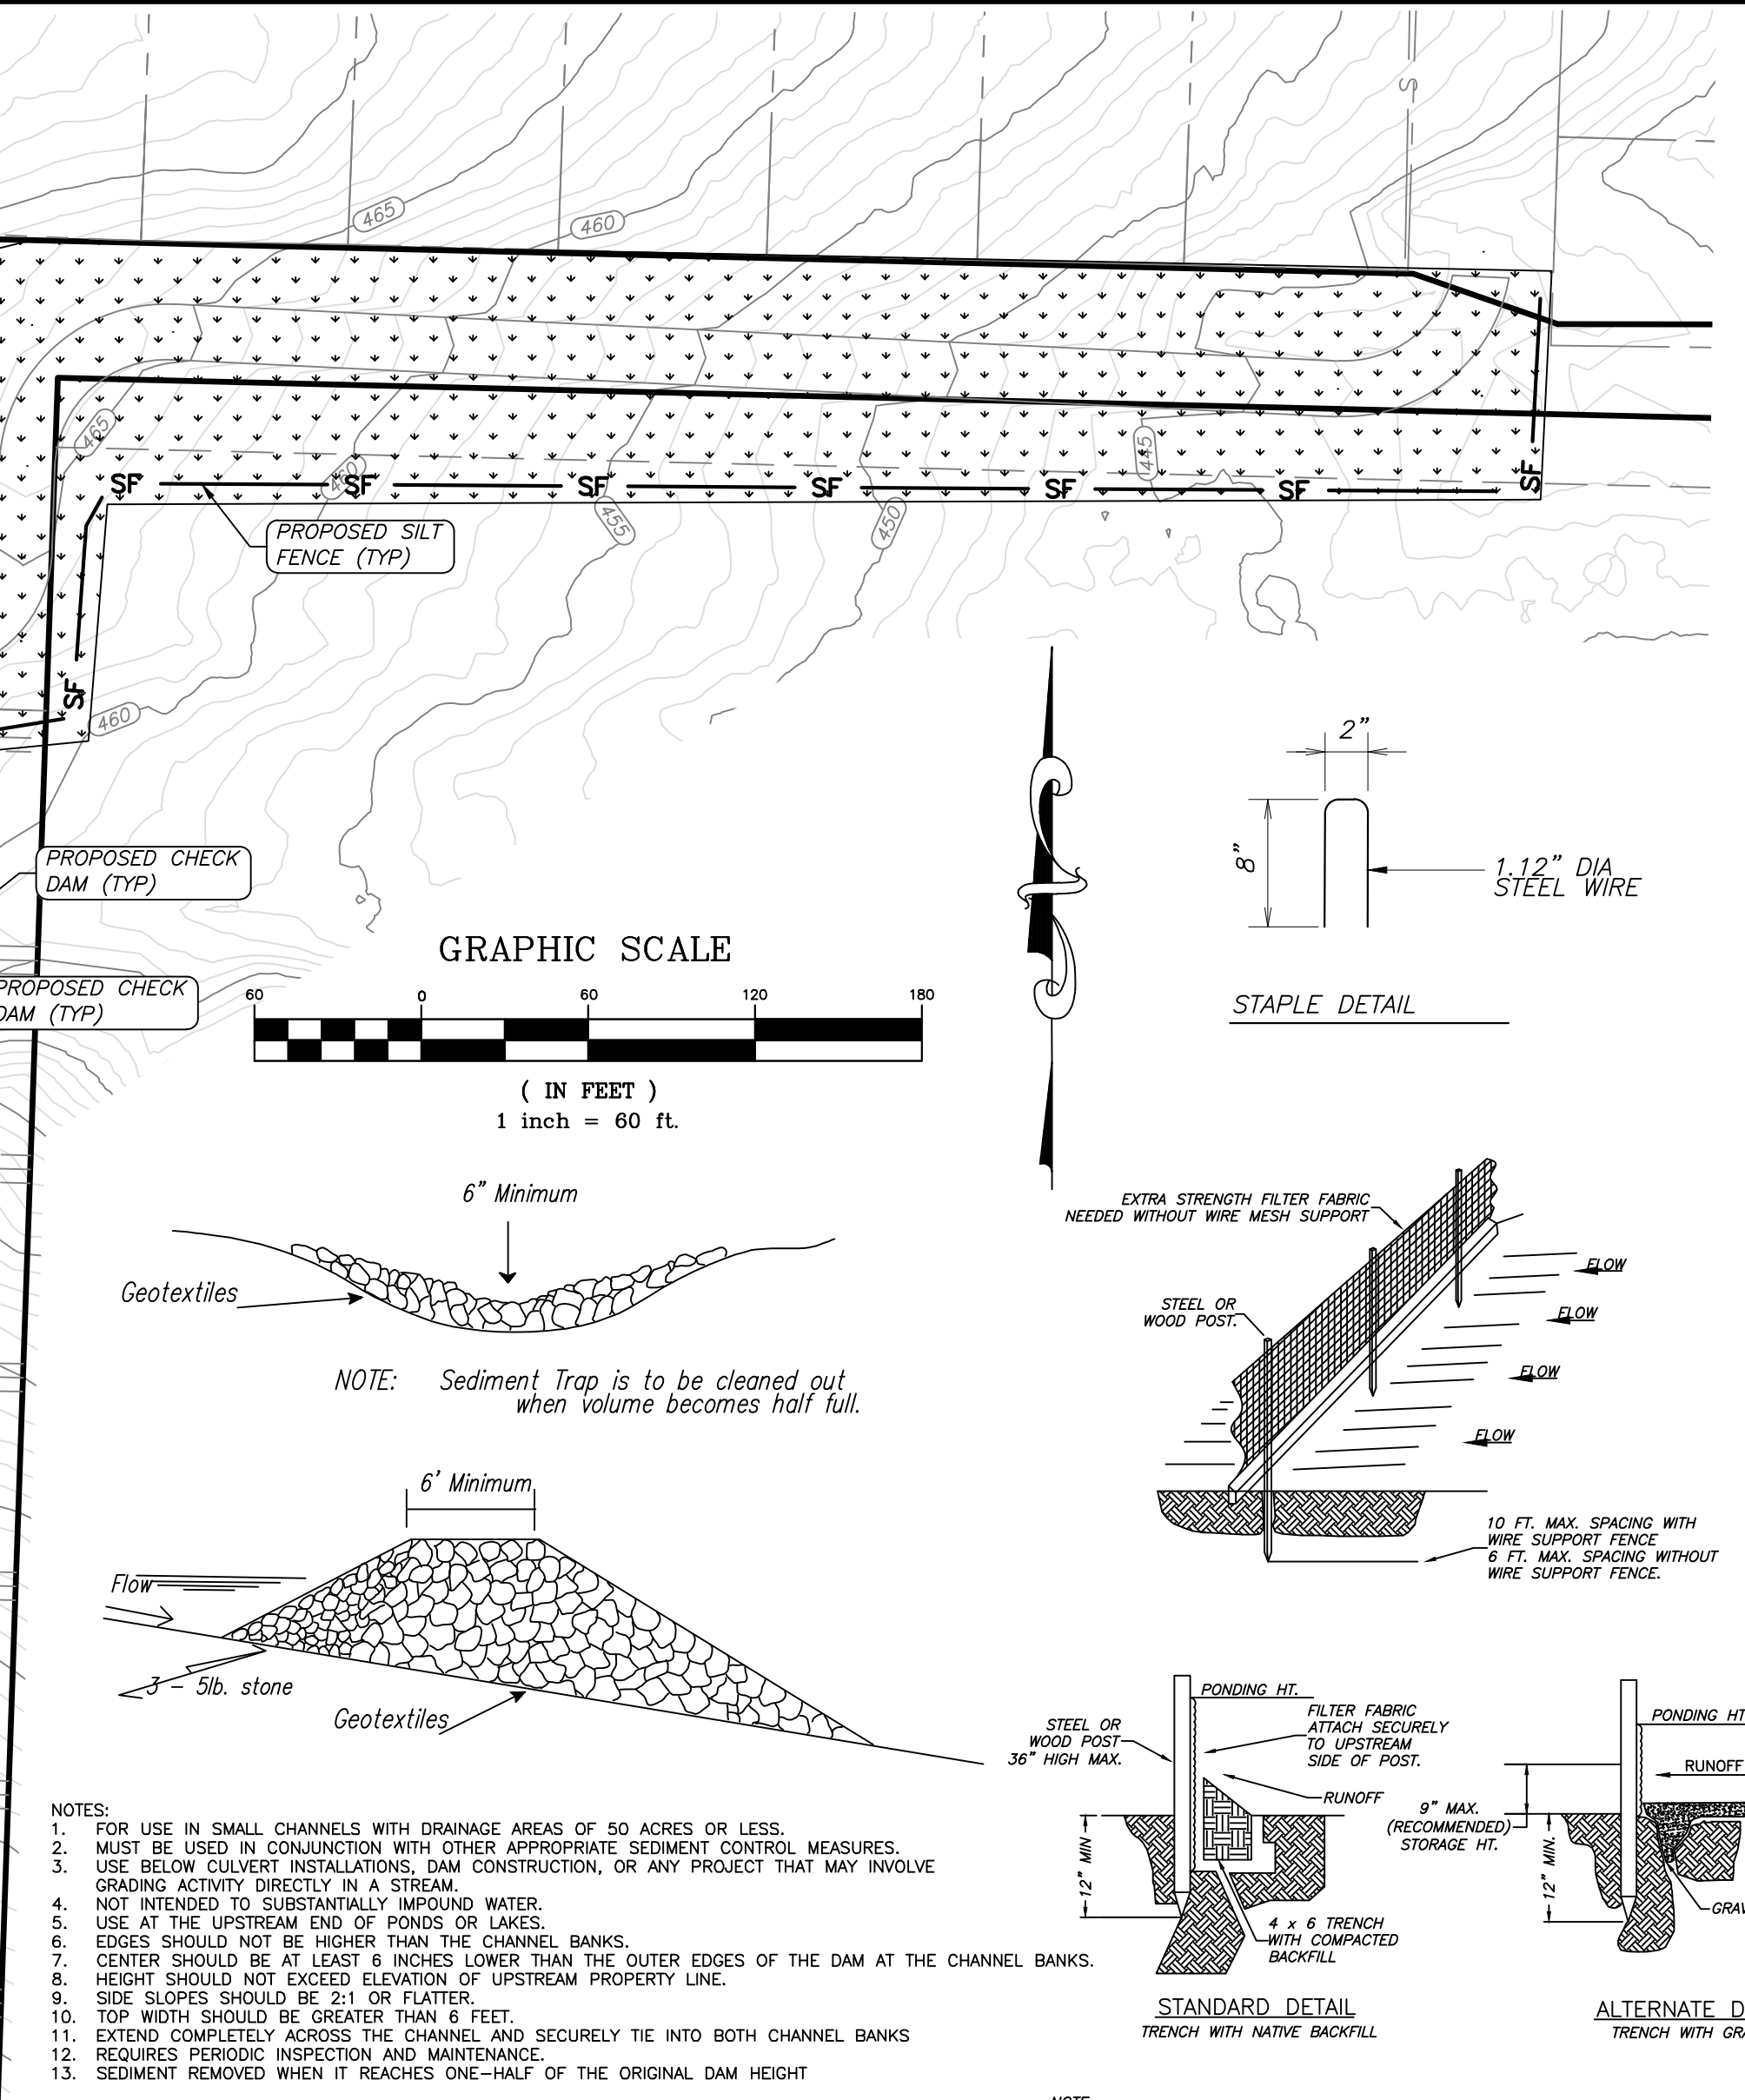 S
465
460
465
460
445
SF
SF
SF
SF
SF
SF
SF
455
450
PROPOSED SILT
FENCE (TYP)
SF
460
2"
8"
1.12" DIA
STEEL WIRE
STAPLE DETAIL
PROPOSED CHECK
DAM (TYP)
PROPOSED CHECK
DAM (TYP)
GRAPHIC SCALE
60 0 60 120 180
( IN FEET )
1 inch = 60 ft.
6" Minimum
Geotextiles
NOTE: Sediment Trap is to be cleaned out
when volume becomes half full.
6' Minimum
Flow
3 - 5lb. stone
Geotextiles
EXTRA STRENGTH FILTER FABRIC
NEEDED WITHOUT WIRE MESH SUPPORT
STEEL OR
WOOD POST.
FLOW
FLOW
FLOW
FLOW
10 FT. MAX. SPACING WITH
WIRE SUPPORT FENCE
6 FT. MAX. SPACING WITHOUT
WIRE SUPPORT FENCE.
PONDING HT.
STEEL OR
WOOD POST
36" HIGH MAX.
FILTER FABRIC
ATTACH SECURELY
TO UPSTREAM
SIDE OF POST.
RUNOFF
12" MIN
4 x 6 TRENCH
WITH COMPACTED
BACKFILL
STANDARD DETAIL
TRENCH WITH NATIVE BACKFILL
PONDING HT
RUNOFF
9" MAX.
(RECOMMENDED)
STORAGE HT.
12" MIN.
GRAV
ALTERNATE D
TRENCH WITH GRA
NOTES:
1. FOR USE IN SMALL CHANNELS WITH DRAINAGE AREAS OF 50 ACRES OR LESS.
2. MUST BE USED IN CONJUNCTION WITH OTHER APPROPRIATE SEDIMENT CONTROL MEASURES.
3. USE BELOW CULVERT INSTALLATIONS, DAM CONSTRUCTION, OR ANY PROJECT THAT MAY INVOLVE
GRADING ACTIVITY DIRECTLY IN A STREAM.
4. NOT INTENDED TO SUBSTANTIALLY IMPOUND WATER.
5. USE AT THE UPSTREAM END OF PONDS OR LAKES.
6. EDGES SHOULD NOT BE HIGHER THAN THE CHANNEL BANKS.
7. CENTER SHOULD BE AT LEAST 6 INCHES LOWER THAN THE OUTER EDGES OF THE DAM AT THE CHANNEL BANKS.
8. HEIGHT SHOULD NOT EXCEED ELEVATION OF UPSTREAM PROPERTY LINE.
9. SIDE SLOPES SHOULD BE 2:1 OR FLATTER.
10. TOP WIDTH SHOULD BE GREATER THAN 6 FEET.
11. EXTEND COMPLETELY ACROSS THE CHANNEL AND SECURELY TIE INTO BOTH CHANNEL BANKS
12. REQUIRES PERIODIC INSPECTION AND MAINTENANCE.
13. SEDIMENT REMOVED WHEN IT REACHES ONE-HALF OF THE ORIGINAL DAM HEIGHT